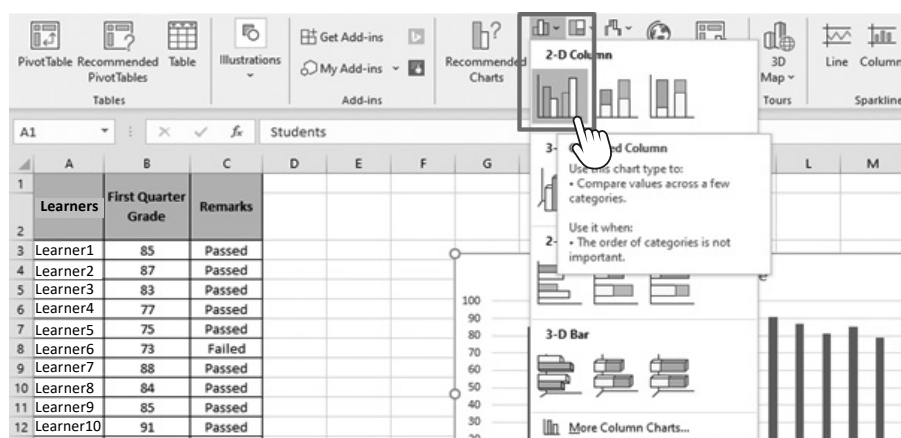 PivotTable
Recommended
PivotTables
Table
Tables
Illustrations
Get Add-ins
My Add-ins
Add-ins
Recommended
Charts
3D
Map
Tours
Line
Column
Sparkline
2-D Column
A1
fx
Students
A B C D E F G L M
1
2 Learners First Quarter Grade Remarks
3 Learner1 85 Passed
4 Learner2 87 Passed
5 Learner3 83 Passed
6 Learner4 77 Passed
7 Learner5 75 Passed
8 Learner6 73 Failed
9 Learner7 88 Passed
10 Learner8 84 Passed
11 Learner9 85 Passed
12 Learner10 91 Passed
3-
ed Column
Use this chart type to:
• Compare values across a few
categories.
Use it when:
• The order of categories is not
important.
2-
3-D Bar
More Column Charts...
e
100
90
80
70
60
50
40
30